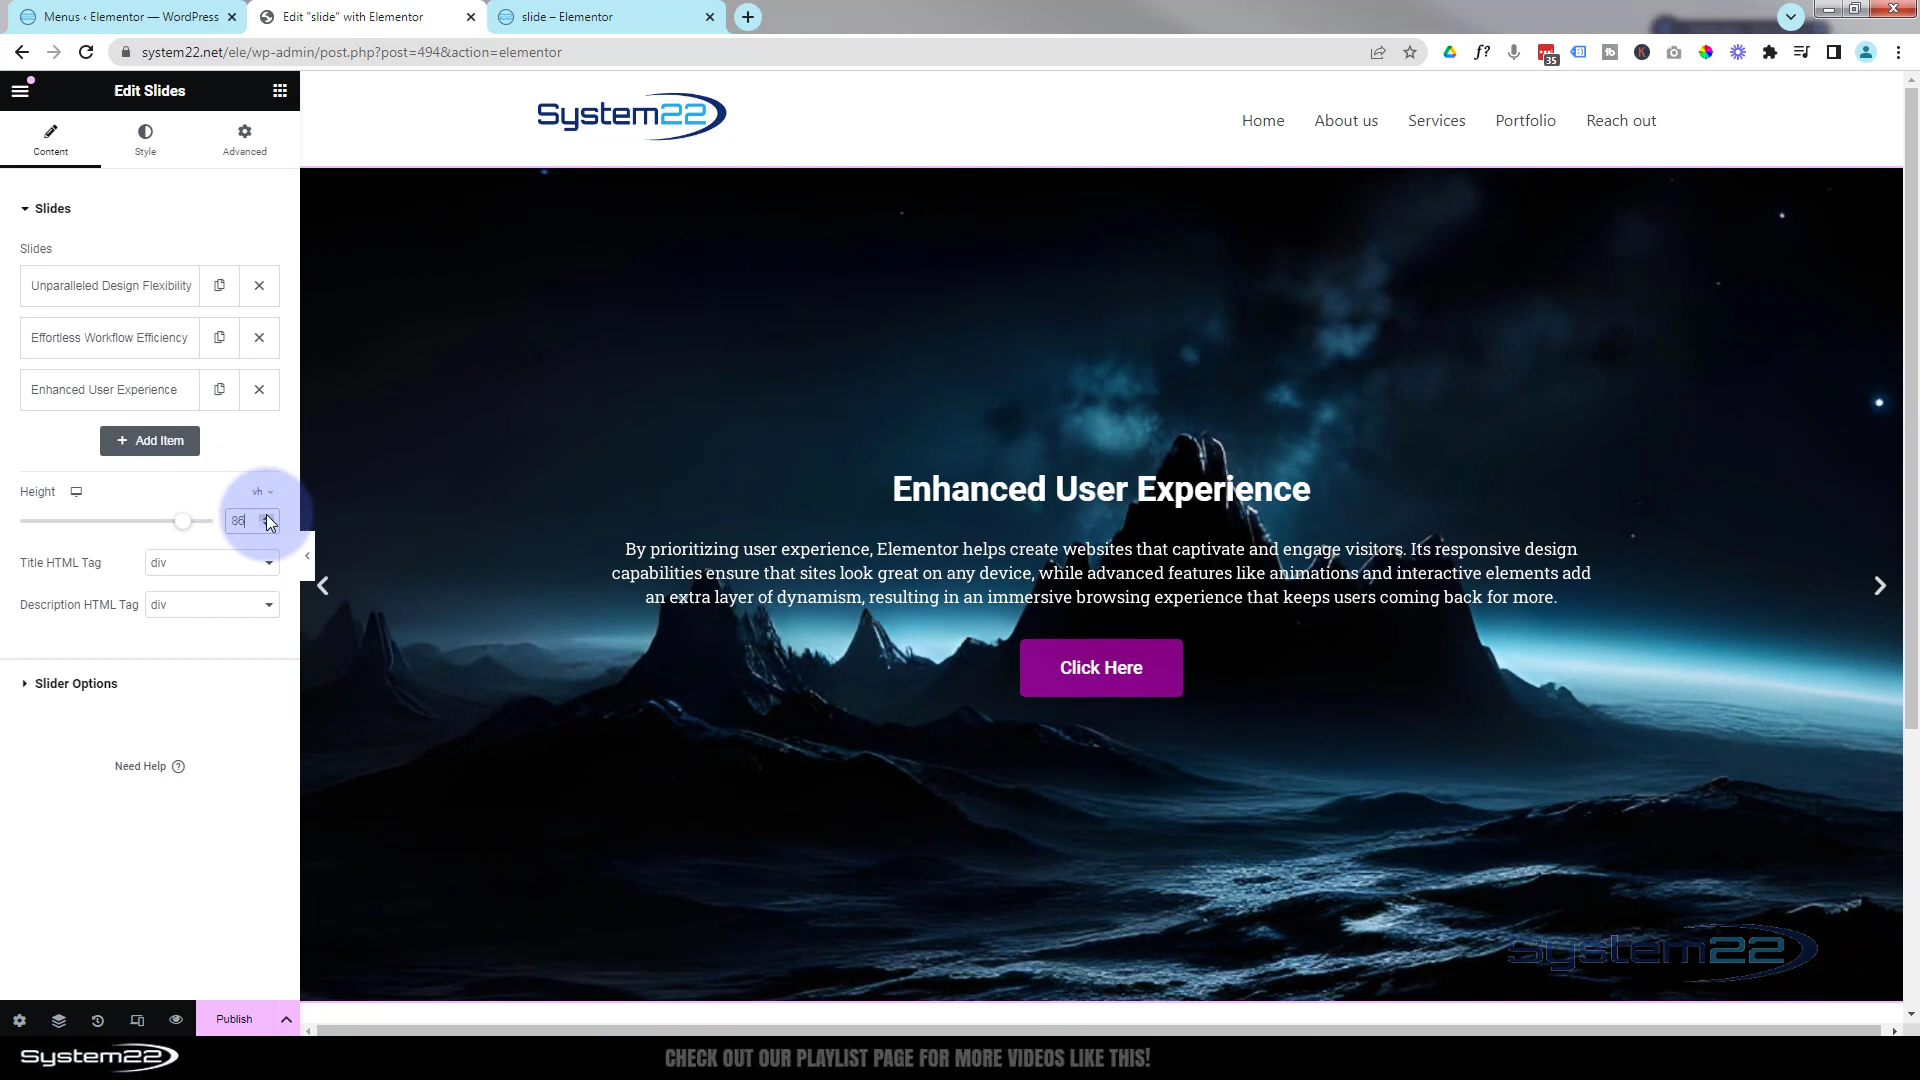 Menus ‹ Elementor — WordPress
Edit "slide" with Elementor
slide – Elementor
system22.net/ele/wp-admin/post.php?post=494&action=elementor
35
Edit Slides
Content
Style
Advanced
Slides
Slides
Unparalleled Design Flexibility
Effortless Workflow Efficiency
Enhanced User Experience
+ Add Item
Height
vh
86
Title HTML Tag
div
Description HTML Tag
div
Slider Options
Need Help
Publish
System22
Home
About us
Services
Portfolio
Reach out
Enhanced User Experience
By prioritizing user experience, Elementor helps create websites that captivate and engage visitors. Its responsive design
capabilities ensure that sites look great on any device, while advanced features like animations and interactive elements add
an extra layer of dynamism, resulting in an immersive browsing experience that keeps users coming back for more.
Click Here
System22
System22
CHECK OUT OUR PLAYLIST PAGE FOR MORE VIDEOS LIKE THIS!